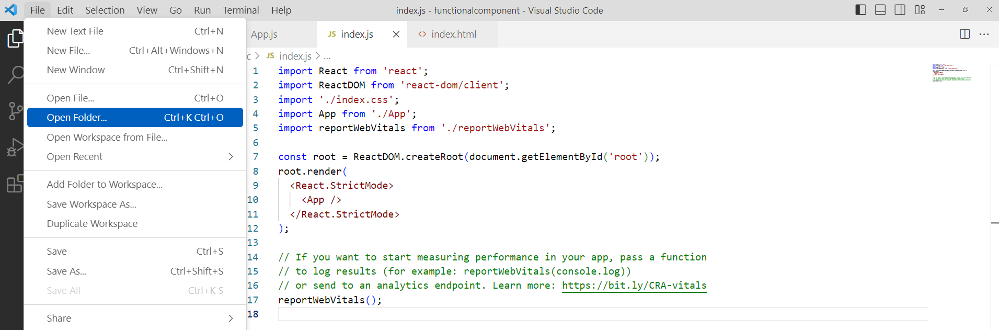 File Edit Selection View Go Run Terminal Help
index.js - functionalcomponent - Visual Studio Code
New Text File Ctrl+N
New File... Ctrl+Alt+Windows+N
New Window Ctrl+Shift+N
Open File... Ctrl+O
Open Folder... Ctrl+K Ctrl+O
Open Workspace from File...
Open Recent
Add Folder to Workspace...
Save Workspace As...
Duplicate Workspace
Save Ctrl+S
Save As... Ctrl+Shift+S
Save All Ctrl+K S
Share
App.js
JS index.js
<> index.html
c > JS index.js > ...
1 import React from 'react';
2 import ReactDOM from 'react-dom/client';
3 import './index.css';
4 import App from './App';
5 import reportWebVitals from './reportWebVitals';
6
7 const root = ReactDOM.createRoot(document.getElementById('root'));
8 root.render(
9 <React.StrictMode>
10 <App />
11 </React.StrictMode>
12 );
13
14 // If you want to start measuring performance in your app, pass a function
15 // to log results (for example: reportWebVitals(console.log))
16 // or send to an analytics endpoint. Learn more: https://bit.ly/CRA-vitals
17 reportWebVitals();
18